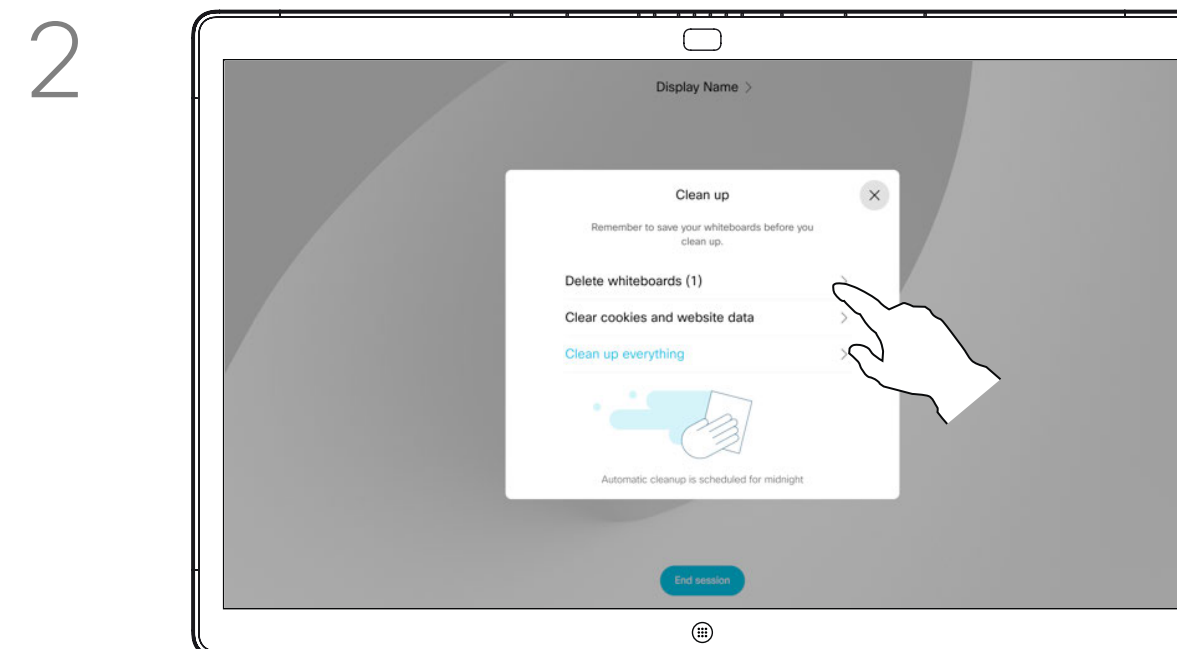 2
Display Name >
Clean up
Remember to save your whiteboards before you
clean up.
Delete whiteboards (1)
Clear cookies and website data
Clean up everything
Automatic cleanup is scheduled for midnight
End session